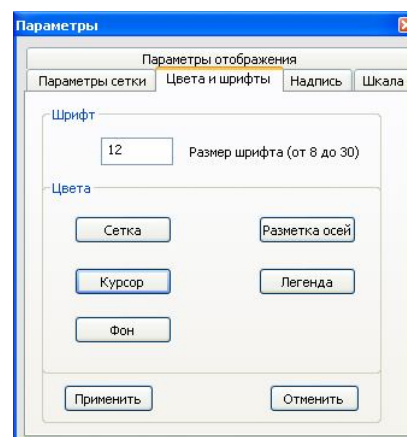 Параметры
Параметры отображения
Параметры сетки Цвета и шрифты Надпись Шкала
Шрифт
12 Размер шрифта (от 8 до 30)
Цвета
Сетка Разметка осей
Курсор Легенда
Фон
Применить Отменить